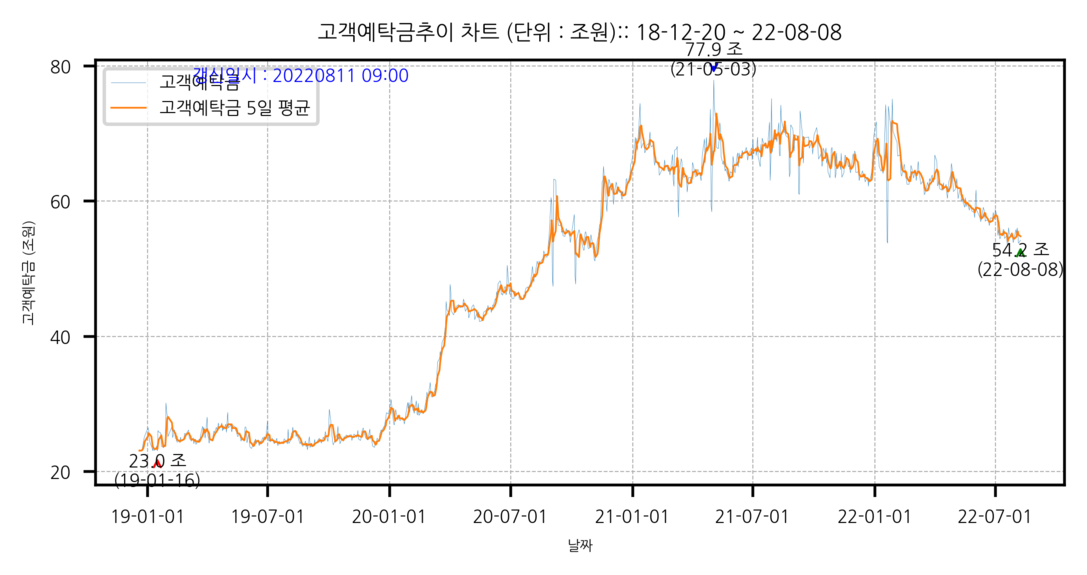 고객예탁금추이 차트 (단위 : 조원):: 18-12-20 ~ 22-08-08
77.9 조
(21-05-03)
갱신일시 : 20220811 09:00
고객예탁금
고객예탁금 5일 평균
80
60
40
20
고객예탁금 (조원)
54.2 조
(22-08-08)
23.0 조
(19-01-16)
19-01-01 19-07-01 20-01-01 20-07-01 21-01-01 21-07-01 22-01-01 22-07-01
날짜